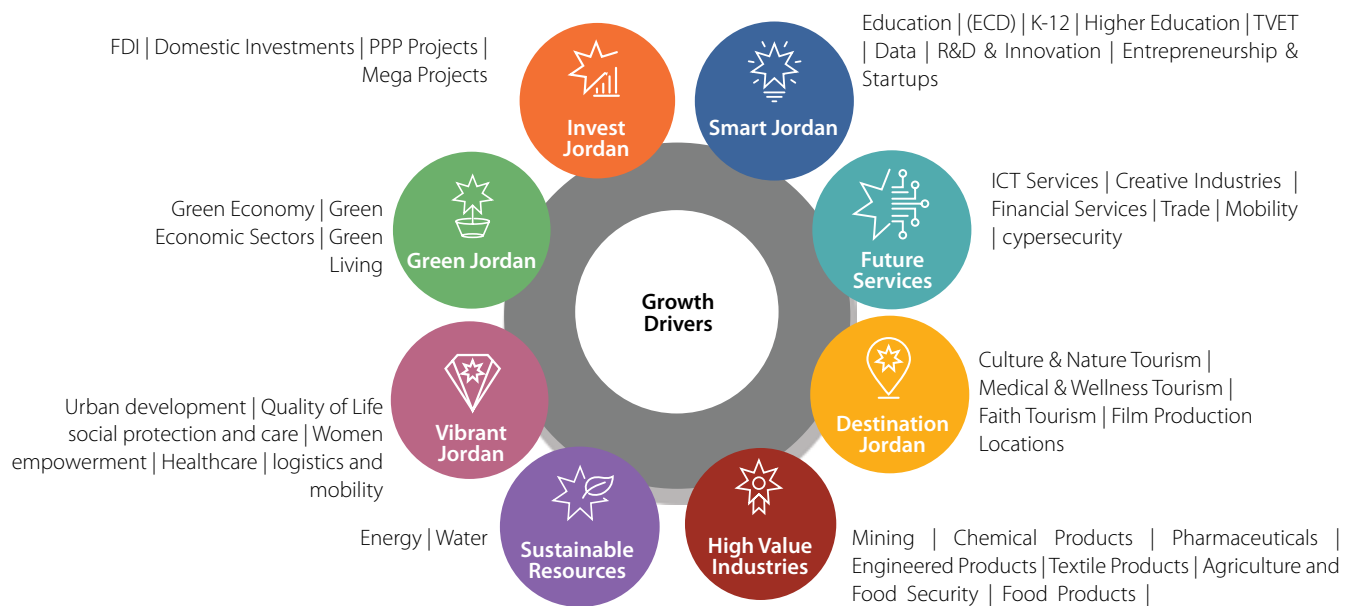 FDI | Domestic Investments | PPP Projects |
Mega Projects
Invest
Jordan
Smart Jordan
Education | (ECD) | K-12 | Higher Education | TVET
| Data | R&D & Innovation | Entrepreneurship &
Startups
Green Economy | Green
Economic Sectors | Green
Living
Green Jordan
Future
Services
ICT Services | Creative Industries |
Financial Services | Trade | Mobility
| cypersecurity
Growth
Drivers
Urban development | Quality of Life
social protection and care | Women
empowerment | Healthcare | logistics and
mobility
Vibrant
Jordan
Destination
Jordan
Culture & Nature Tourism |
Medical & Wellness Tourism |
Faith Tourism | Film Production
Locations
Energy | Water
Sustainable
Resources
High Value
Industries
Mining | Chemical Products | Pharmaceuticals |
Engineered Products | Textile Products | Agriculture and
Food Security | Food Products |